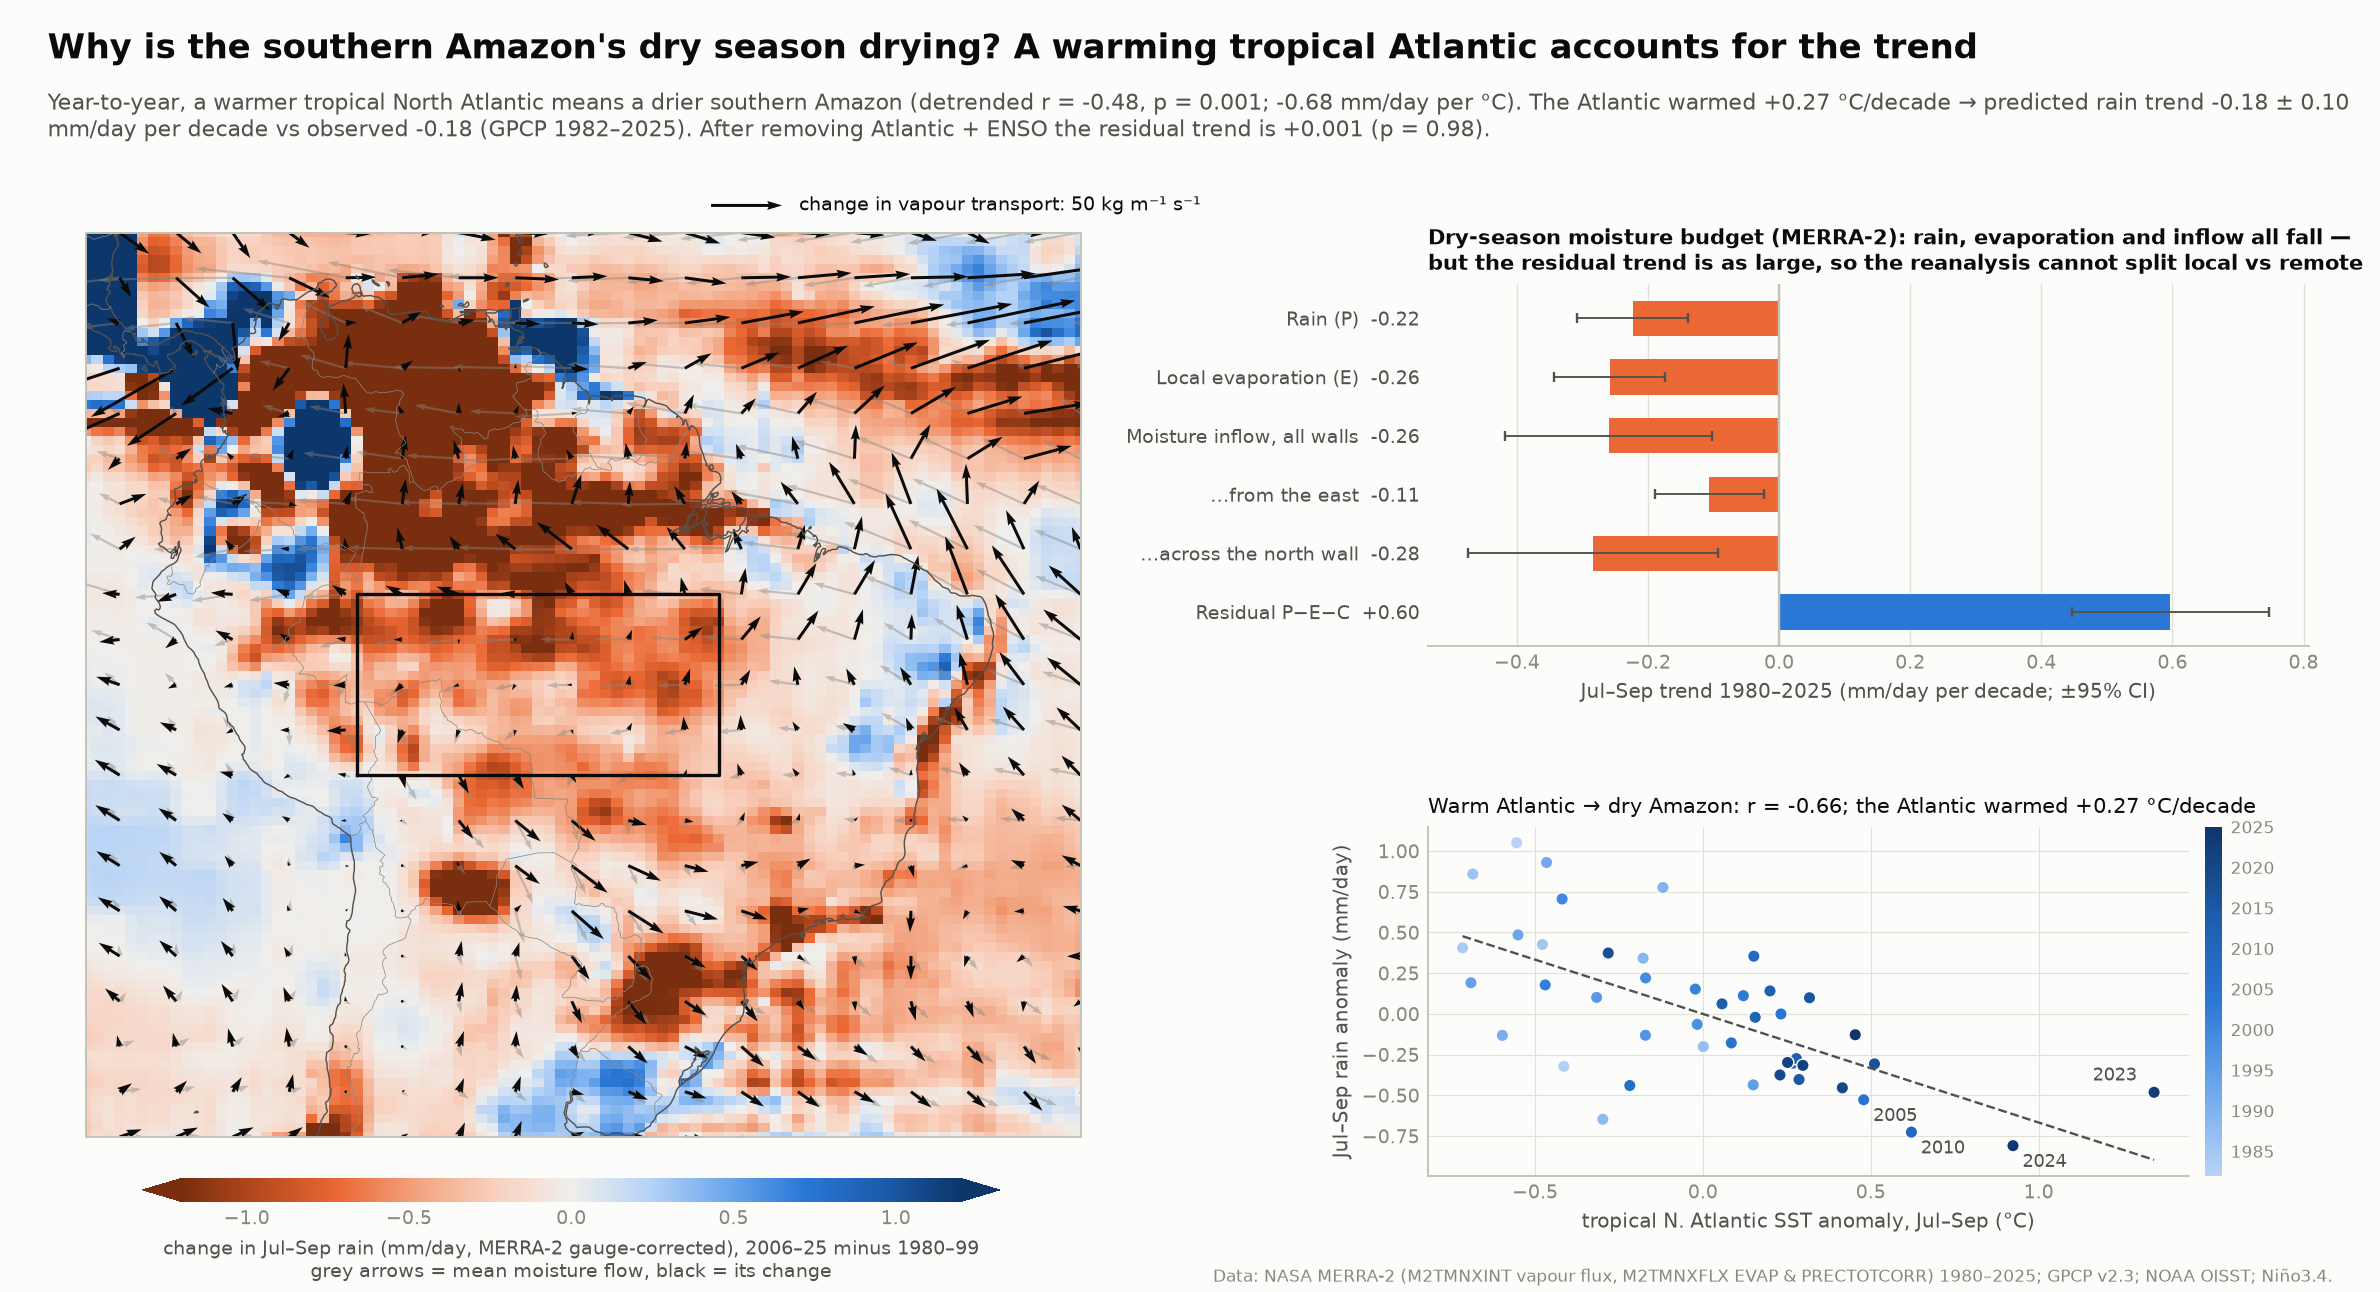 Why is the southern Amazon's dry season drying? A warming tropical Atlantic accounts for the trend
Year-to-year, a warmer tropical North Atlantic means a drier southern Amazon (detrended r = -0.48, p = 0.001; -0.68 mm/day per °C). The Atlantic warmed +0.27 °C/decade → predicted rain trend -0.18 ± 0.10
mm/day per decade vs observed -0.18 (GPCP 1982–2025). After removing Atlantic + ENSO the residual trend is +0.001 (p = 0.98).
change in vapour transport: 50 kg m⁻¹ s⁻¹
−1.0 −0.5 0.0 0.5 1.0
change in Jul–Sep rain (mm/day, MERRA-2 gauge-corrected), 2006–25 minus 1980–99
grey arrows = mean moisture flow, black = its change
Dry-season moisture budget (MERRA-2): rain, evaporation and inflow all fall —
but the residual trend is as large, so the reanalysis cannot split local vs remote
Rain (P) -0.22
Local evaporation (E) -0.26
Moisture inflow, all walls -0.26
...from the east -0.11
...across the north wall -0.28
Residual P−E−C +0.60
−0.4 −0.2 0.0 0.2 0.4 0.6 0.8
Jul–Sep trend 1980–2025 (mm/day per decade; ±95% CI)
Warm Atlantic → dry Amazon: r = -0.66; the Atlantic warmed +0.27 °C/decade
Jul–Sep rain anomaly (mm/day)
1.00
0.75
0.50
0.25
0.00
−0.25
−0.50
−0.75
2023
2005
2010
2024
−0.5 0.0 0.5 1.0
tropical N. Atlantic SST anomaly, Jul–Sep (°C)
2025
2020
2015
2010
2005
2000
1995
1990
1985
Data: NASA MERRA-2 (M2TMNXINT vapour flux, M2TMNXFLX EVAP & PRECTOTCORR) 1980–2025; GPCP v2.3; NOAA OISST; Niño3.4.